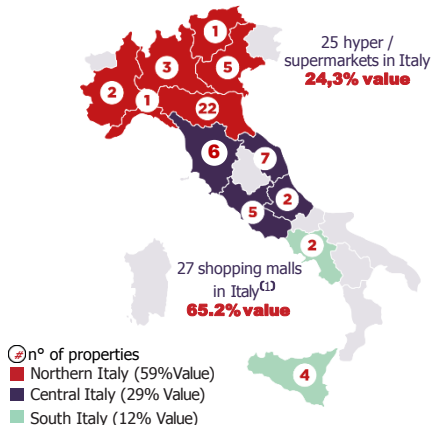 1
25 hyper /
supermarkets in Italy
24,3% value
3
5
2
1
22
6
7
2
5
2
27 shopping malls
in Italy(1)
65.2% value
# n° of properties
Northern Italy (59%Value)
Central Italy (29% Value)
South Italy (12% Value)
4